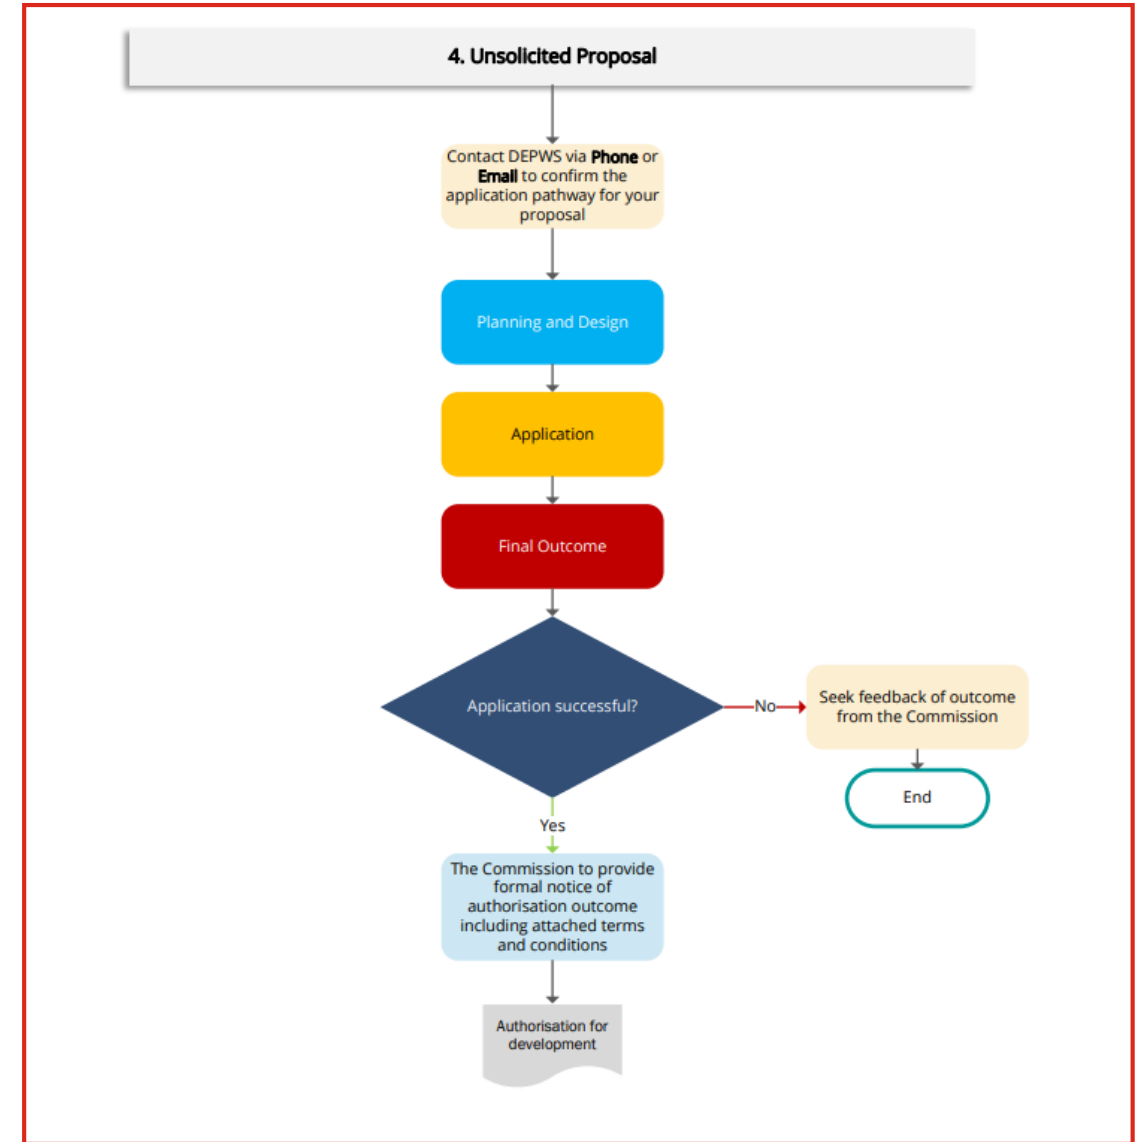 4. Unsolicited Proposal
Contact DEPWS via Phone or
Email to confirm the
application pathway for your
proposal
Planning and Design
Application
Final Outcome
Application successful?
No
Seek feedback of outcome
from the Commission
End
Yes
The Commission to provide
formal notice of
authorisation outcome
including attached terms
and conditions
Authorisation for
development